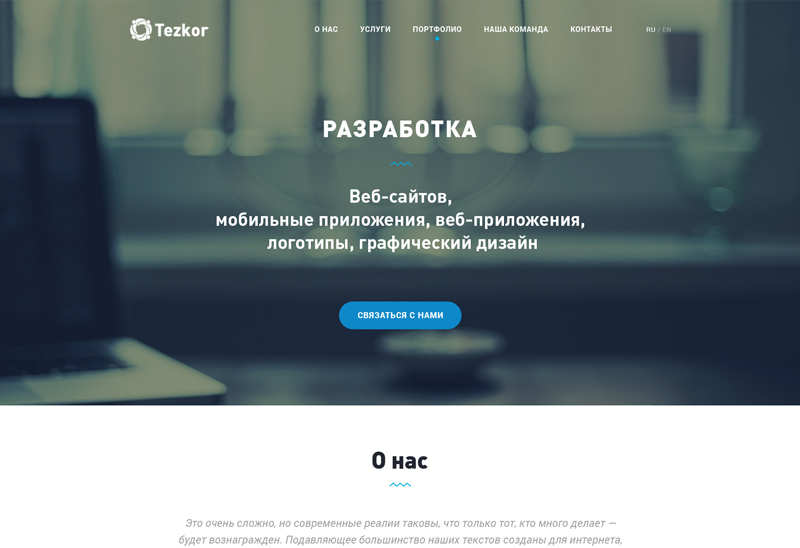 Tezkor
О НАС
УСЛУГИ
ПОРТФОЛИО
НАША КОМАНДА
КОНТАКТЫ
RU / EN
РАЗРАБОТКА
Веб-сайтов,
мобильные приложения, веб-приложения,
логотипы, графический дизайн
СВЯЗАТЬСЯ С НАМИ
О нас
Это очень сложно, но современные реалии таковы, что только тот, кто много делает —
будет вознагражден. Подавляющее большинство наших текстов созданы для интернета,